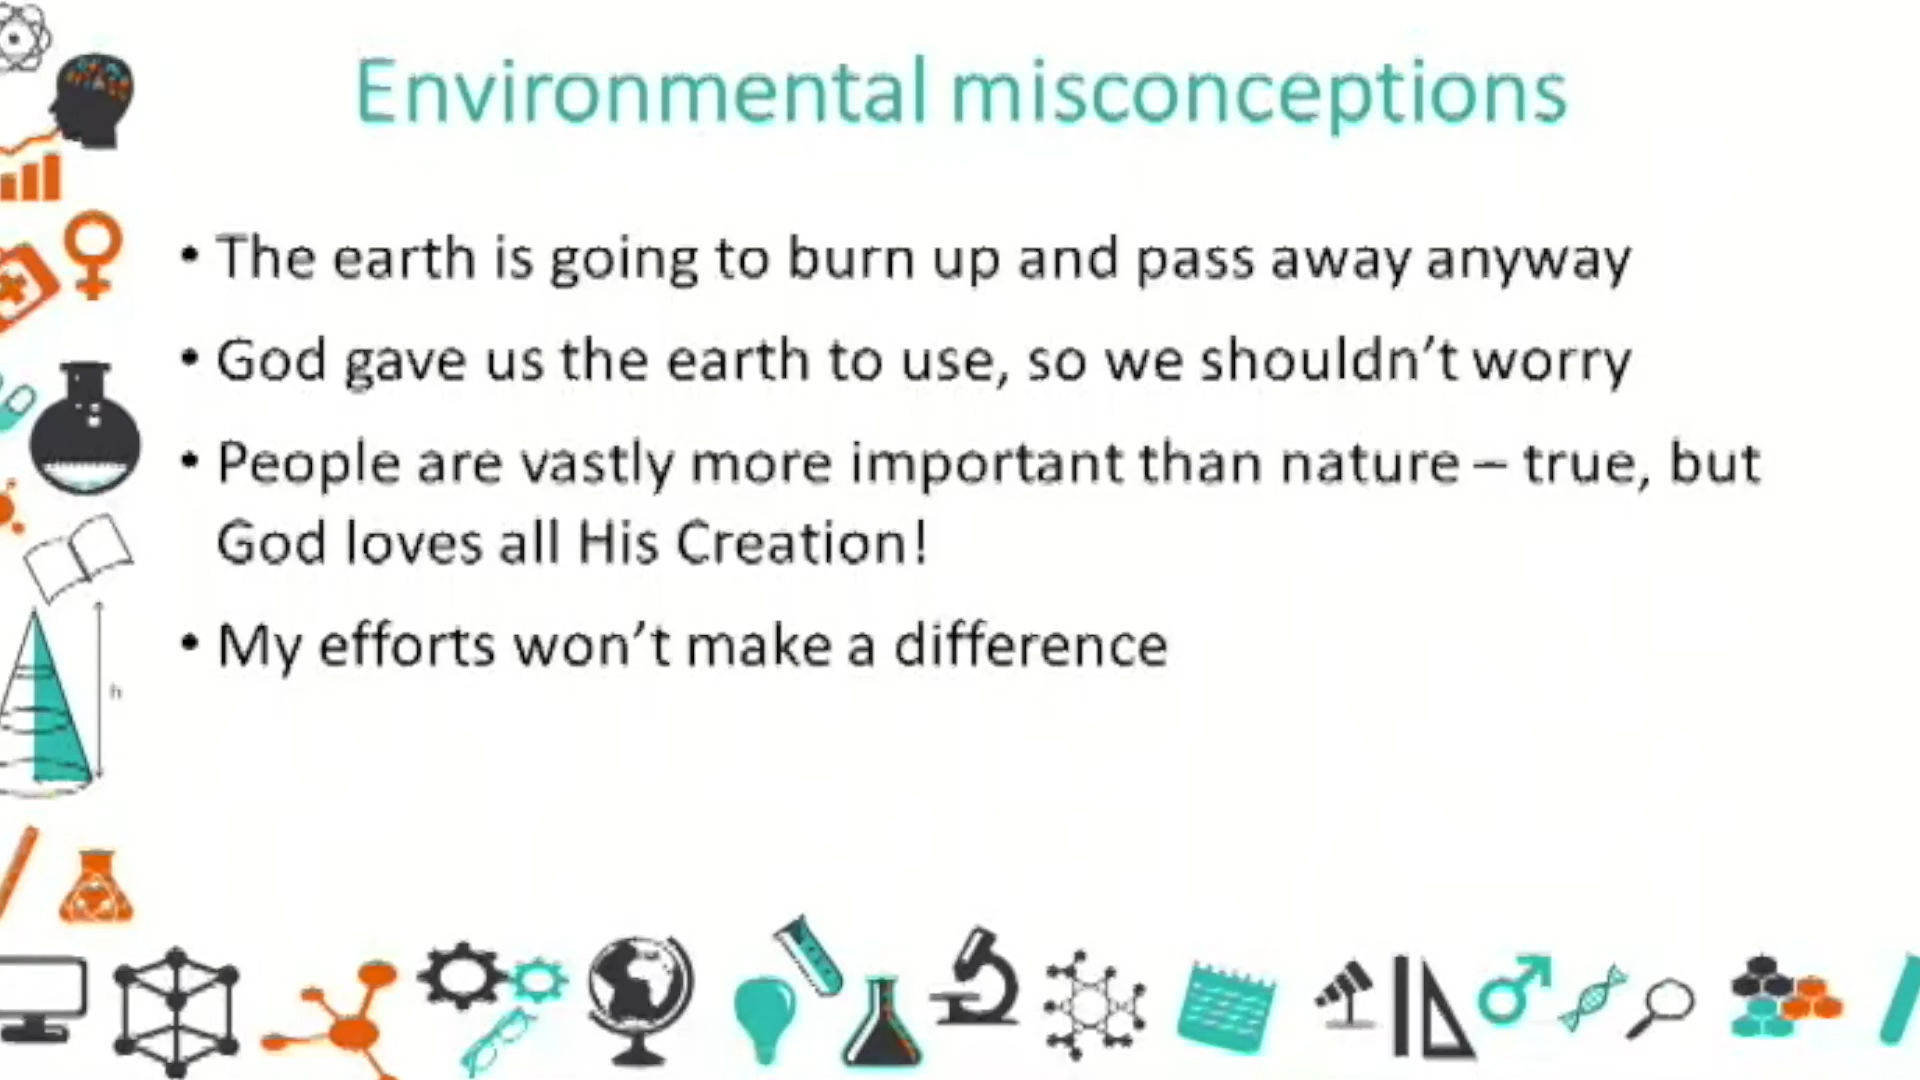 Environmental misconceptions
• The earth is going to burn up and pass away anyway
• God gave us the earth to use, so we shouldn’t worry
• People are vastly more important than nature – true, but
God loves all His Creation!
• My efforts won’t make a difference
h